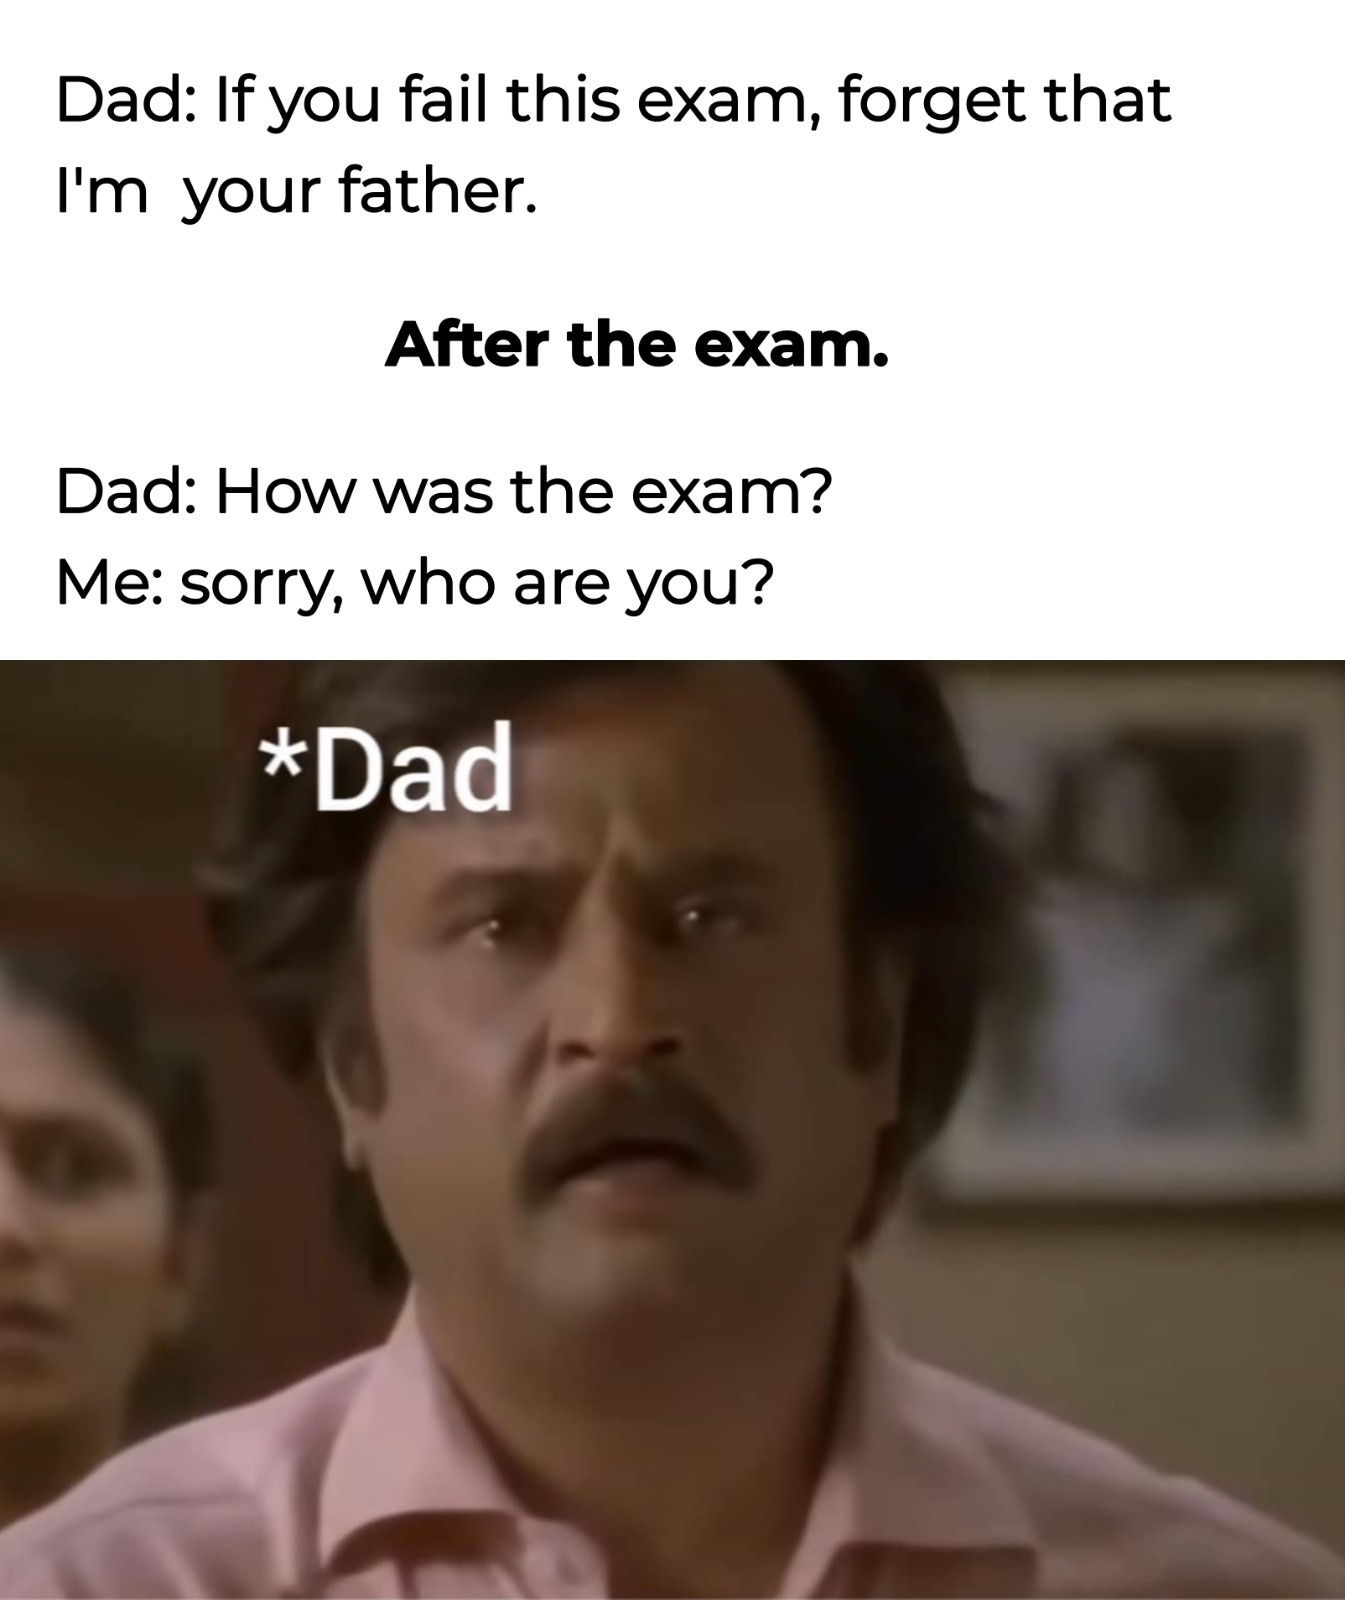 Dad: If you fail this exam, forget that
I'm  your father.
After the exam.
Dad: How was the exam?
Me: sorry, who are you?
*Dad